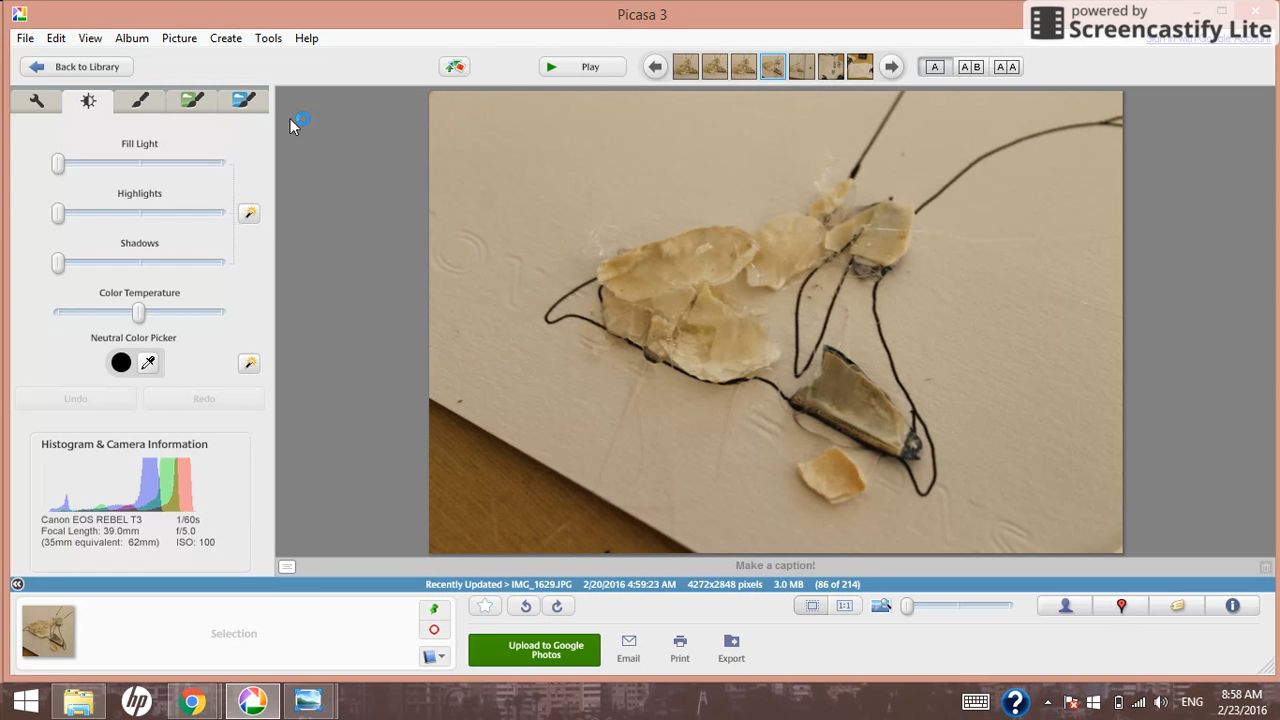 Picasa 3
powered by
Screencastify Lite
File Edit View Album Picture Create Tools Help
Back to Library
Play
A
A B
A A
Fill Light
Highlights
Shadows
Color Temperature
Neutral Color Picker
Undo Redo
Histogram & Camera Information
Canon EOS REBEL T3 1/60s
Focal Length: 39.0mm f/5.0
(35mm equivalent: 62mm) ISO: 100
Make a caption!
Recently Updated > IMG_1629.JPG 2/20/2016 4:59:23 AM 4272x2848 pixels 3.0 MB (86 of 214)
1:1
Selection
Upload to Google Photos
Email Print Export
hp
ENG
8:58 AM
2/23/2016